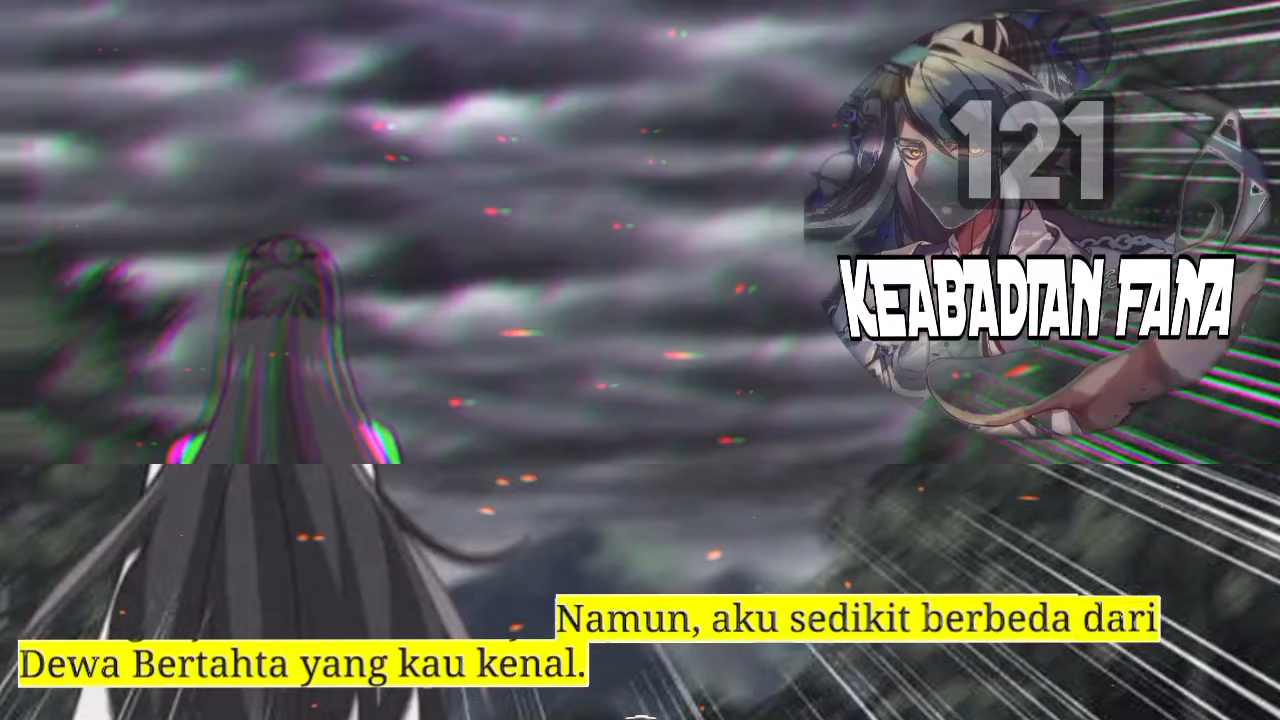 121
KEABADIAN FANA
Namun, aku sedikit berbeda dari
Dewa Bertahta yang kau kenal.